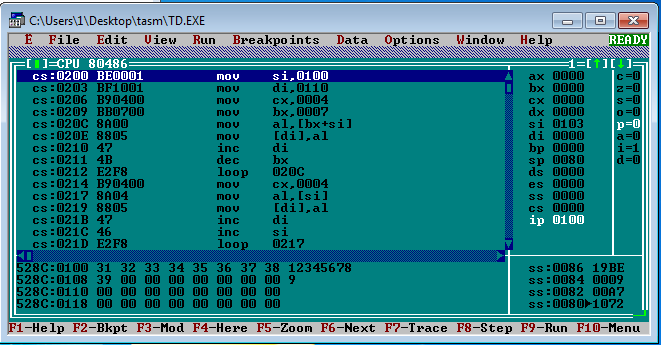 C:\Users\1\Desktop\tasm\TD.EXE
E File Edit View Run Breakpoints Data Options Window Help READY
[■]=CPU 80486 1=[↑][↓]
cs:0200 BE0001 mov si,0100 ax 0000 c=0
cs:0203 BF1001 mov di,0110 bx 0000 z=0
cs:0206 B90400 mov cx,0004 cx 0000 s=0
cs:0209 BB0700 mov bx,0007 dx 0000 o=0
cs:020C 8A00 mov al,[bx+si] si 0103 p=0
cs:020E 8805 mov [di],al di 0000 a=0
cs:0210 47 inc di bp 0000 i=1
cs:0211 4B dec bx sp 0080 d=0
cs:0212 E2F8 loop 020C ds 0000
cs:0214 B90400 mov cx,0004 es 0000
cs:0217 8A04 mov al,[si] ss 0000
cs:0219 8805 mov [di],al cs 0000
cs:021B 47 inc di ip 0100
cs:021C 46 inc si
cs:021D E2F8 loop 0217
528C:0100 31 32 33 34 35 36 37 38 12345678 ss:0086 19BE
528C:0108 39 00 00 00 00 00 00 00 9 ss:0084 0009
528C:0110 00 00 00 00 00 00 00 00 ss:0082 00A7
528C:0118 00 00 00 00 00 00 00 00 ss:0080►1072
F1-Help F2-Bkpt F3-Mod F4-Here F5-Zoom F6-Next F7-Trace F8-Step F9-Run F10-Menu